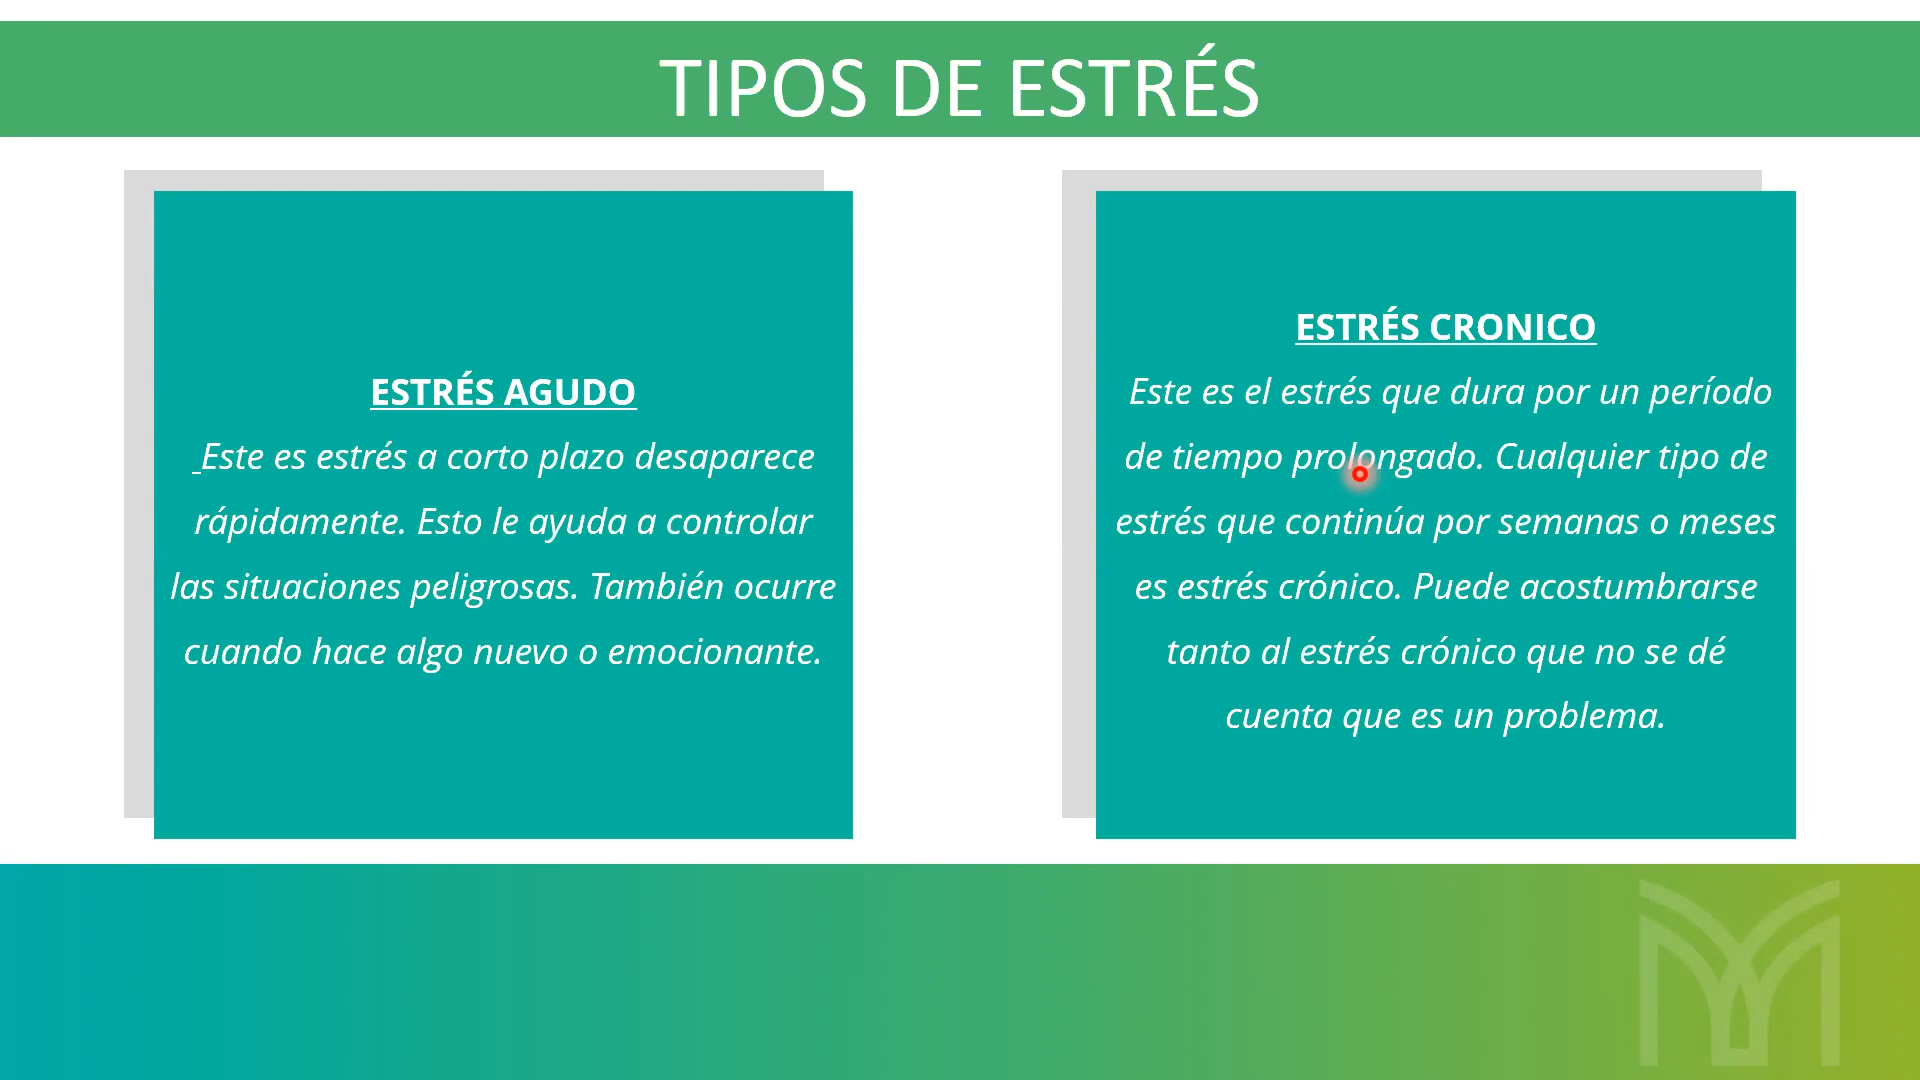 TIPOS DE ESTRÉS
ESTRÉS AGUDO
Este es estrés a corto plazo desaparece
rápidamente. Esto le ayuda a controlar
las situaciones peligrosas. También ocurre
cuando hace algo nuevo o emocionante.
ESTRÉS CRONICO
Este es el estrés que dura por un período
de tiempo prolongado. Cualquier tipo de
estrés que continúa por semanas o meses
es estrés crónico. Puede acostumbrarse
tanto al estrés crónico que no se dé
cuenta que es un problema.